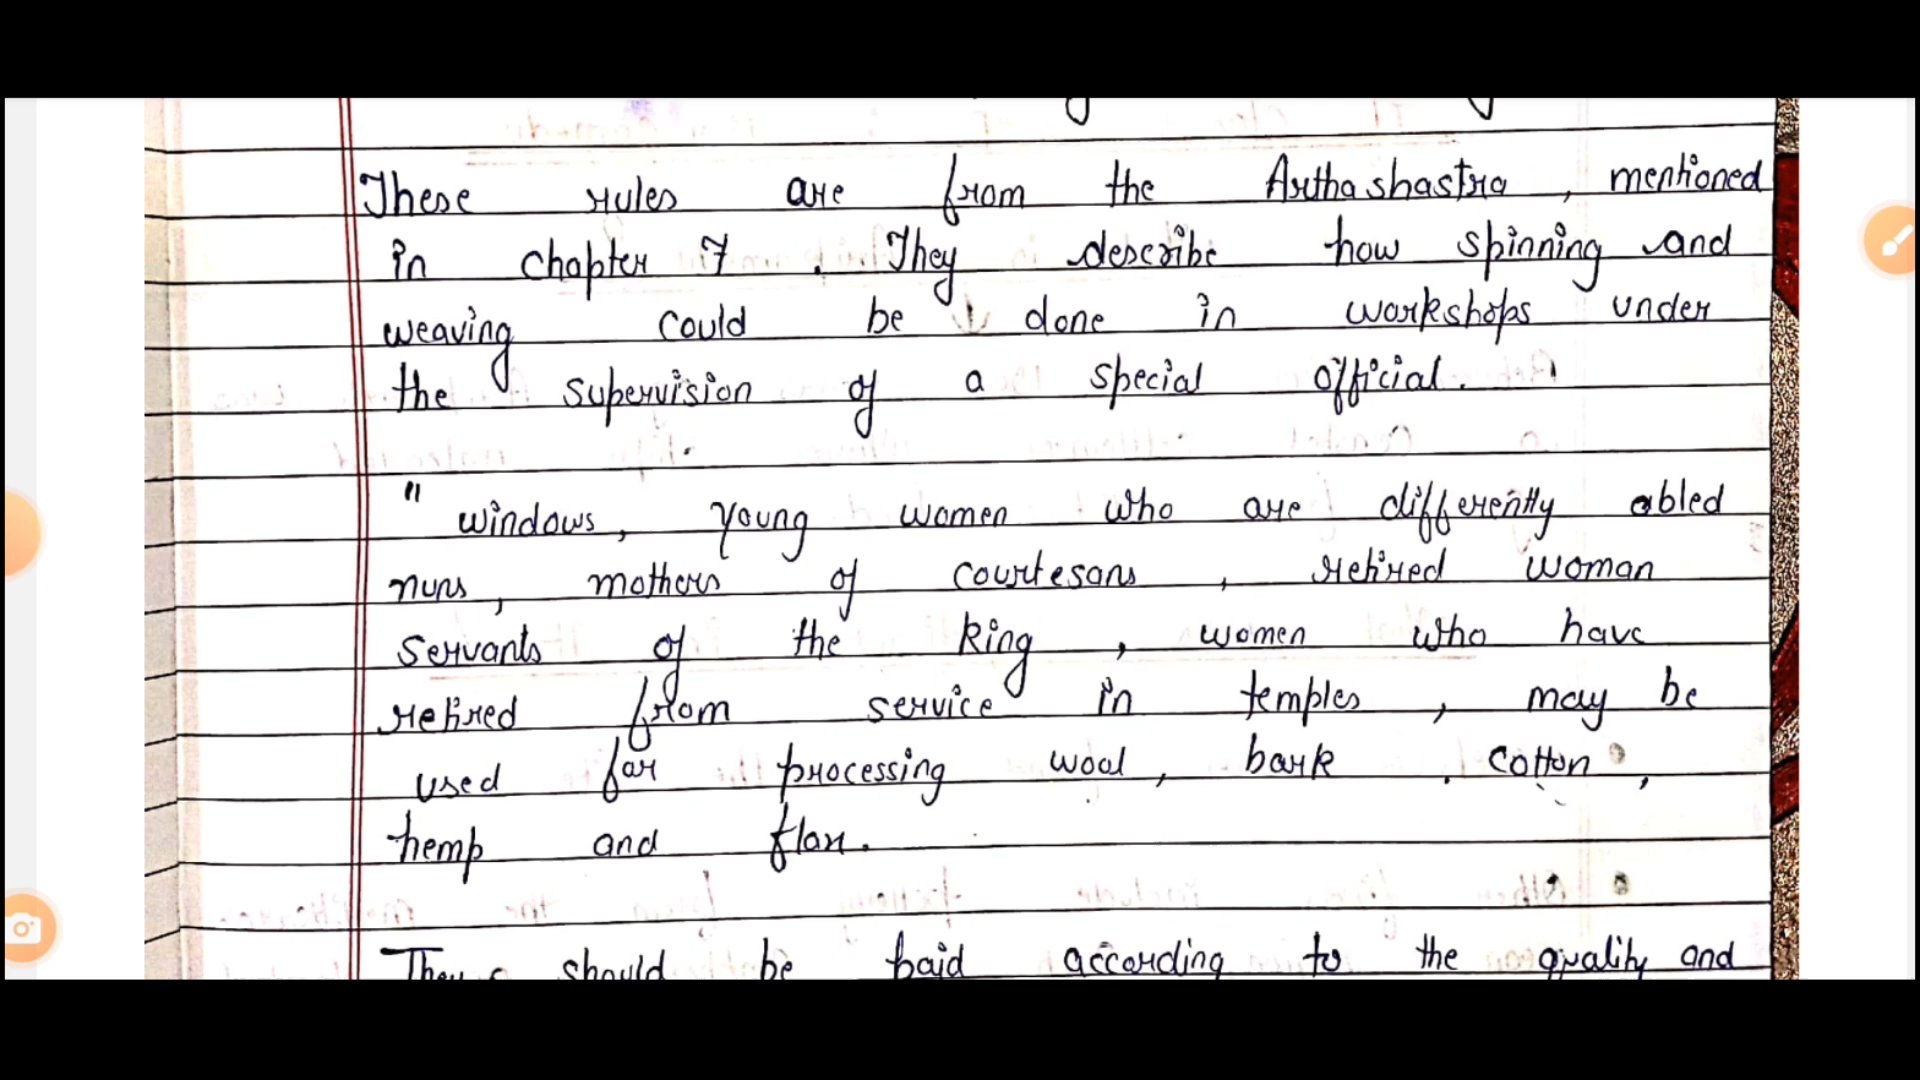 These rules are from the Arthashastra, mentioned
in chapter 7. They describe how spinning and
weaving could be done in workshops under
the supervision of a special official.
" windows, young women who are differently abled
nuns, mothers of courtesans, retired woman
servants of the king, women who have
retired from service in temples, may be
used for processing wool, bark. cotton,
hemp and flax.
They should be paid according to the quality and